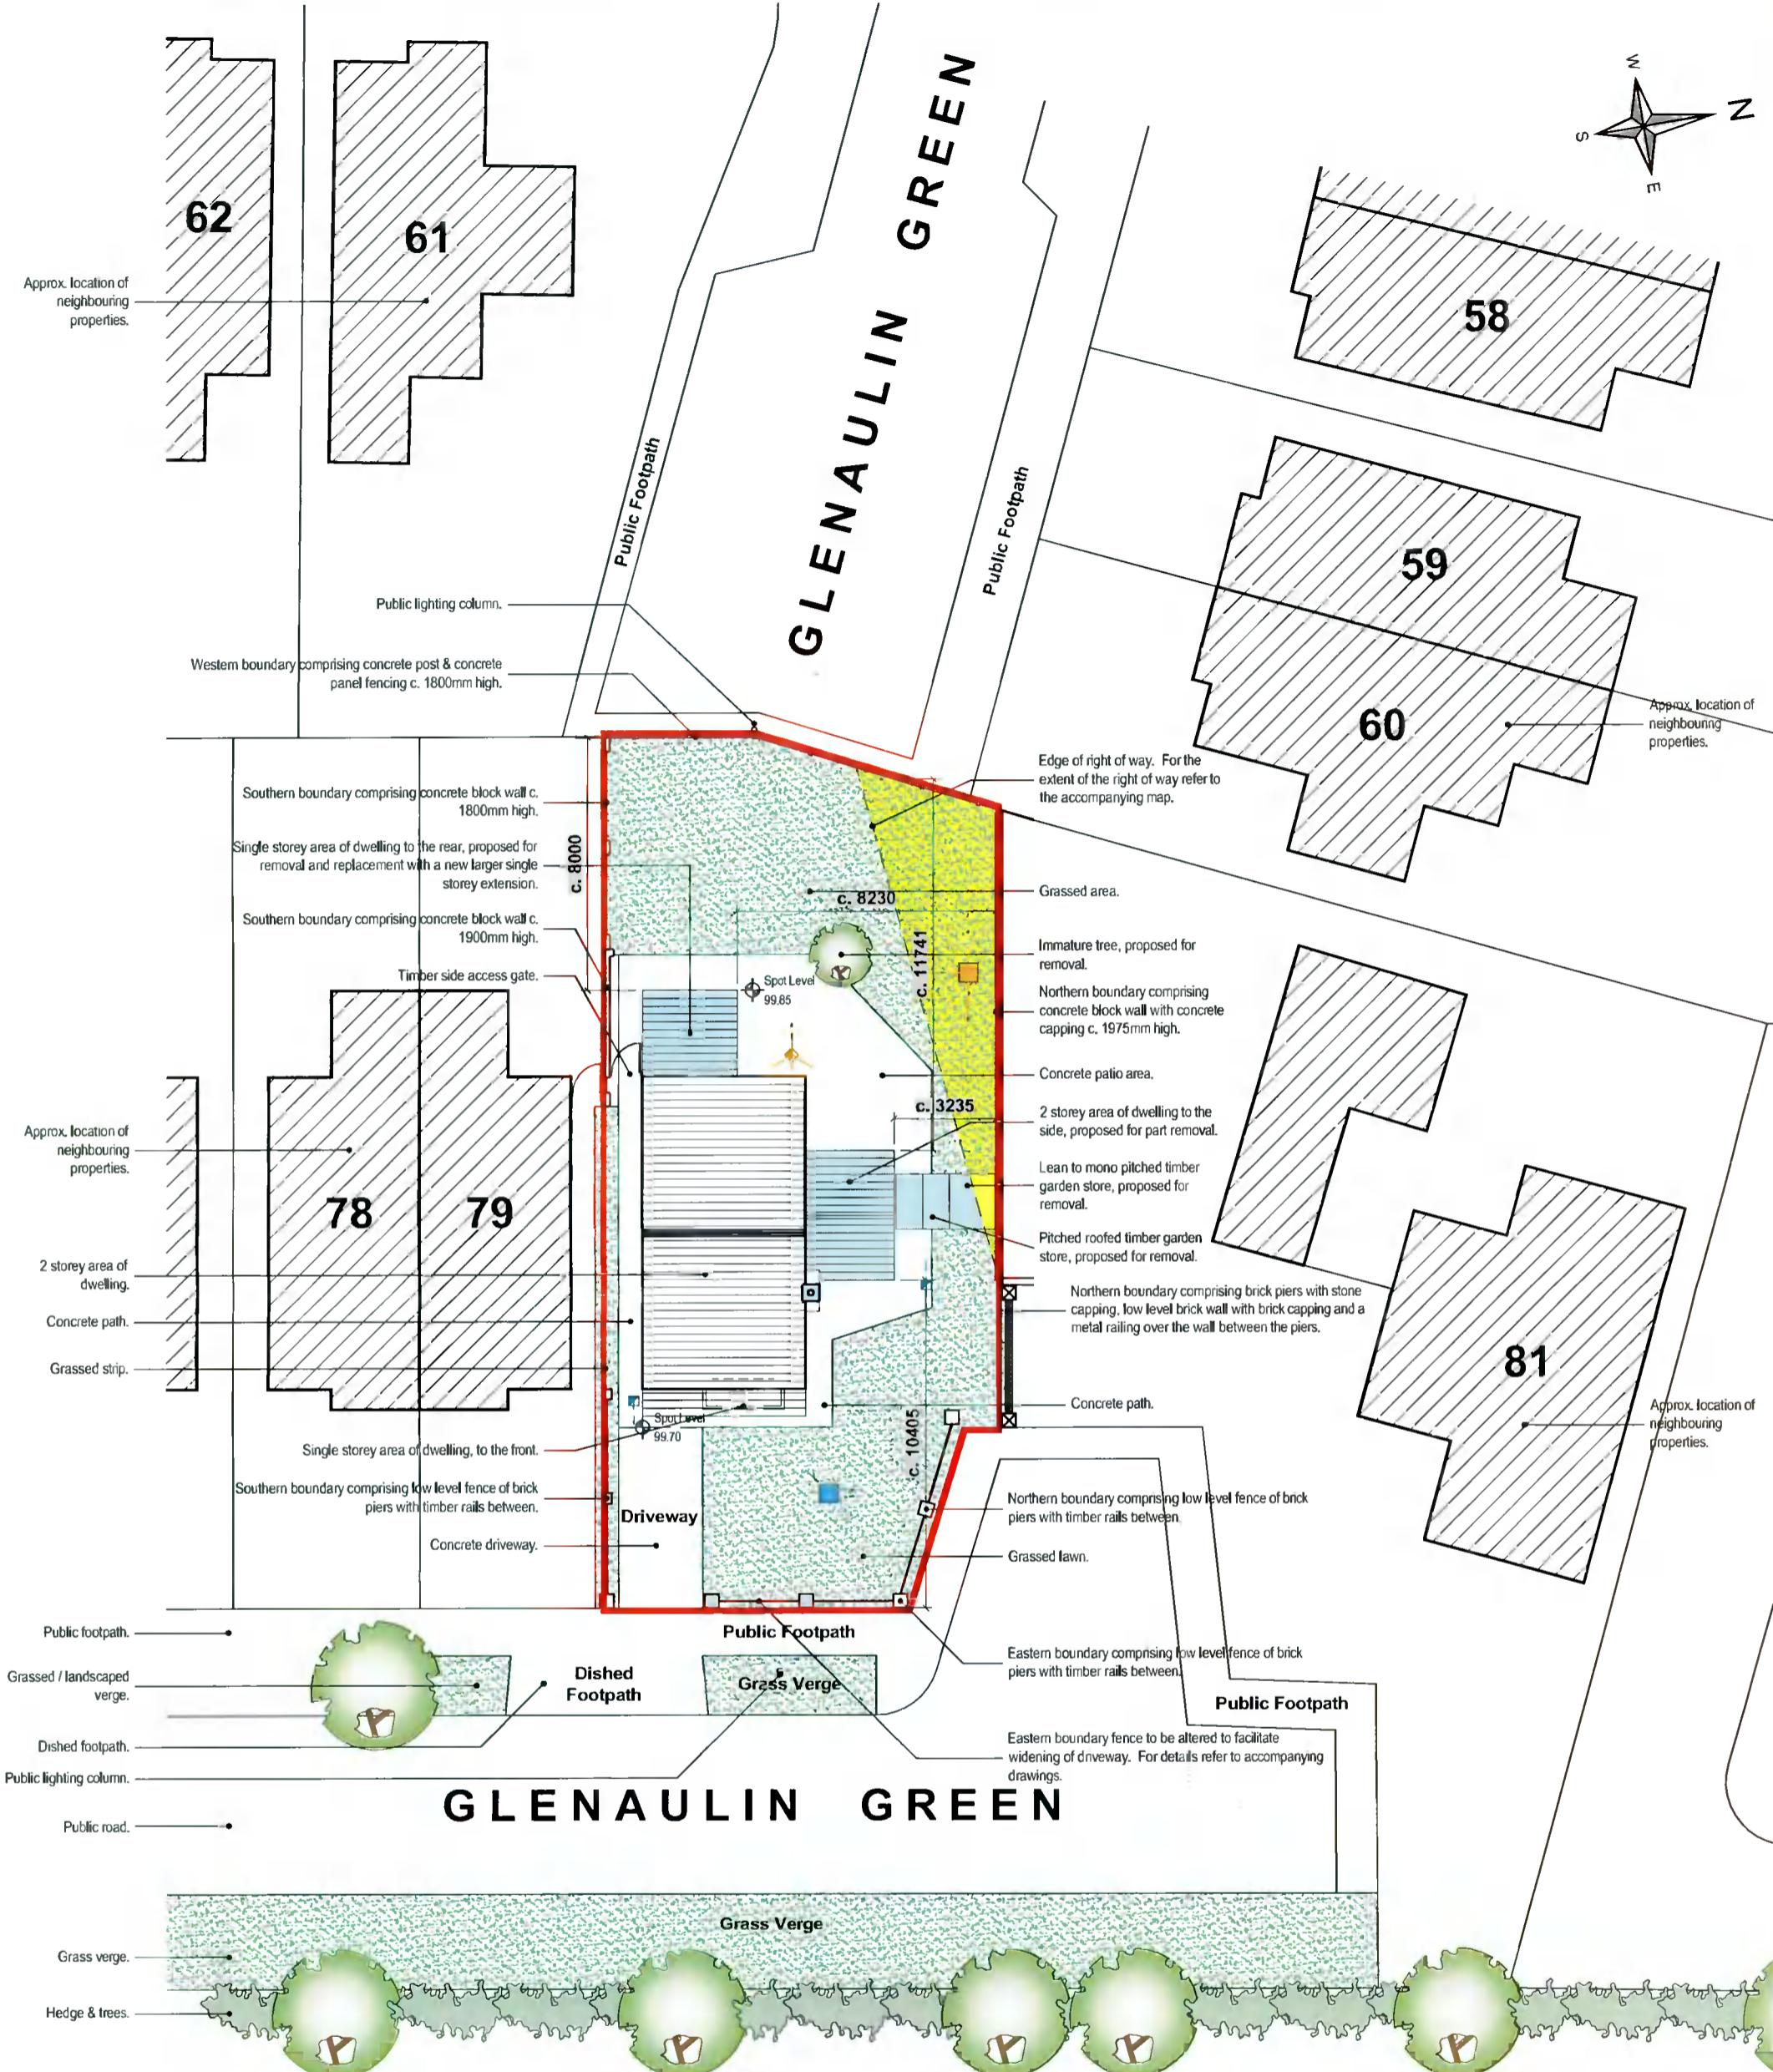 GLENAULIN GREEN
W
N
S
E
62
61
58
59
60
Approx. location of
neighbouring
properties.
Public Footpath
Public Footpath
Public lighting column.
Western boundary comprising concrete post & concrete
panel fencing c. 1800mm high.
Approx. location of
neighbouring
properties.
Edge of right of way. For the
extent of the right of way refer to
the accompanying map.
Southern boundary comprising concrete block wall c.
1800mm high.
c. 8000
Single storey area of dwelling to the rear, proposed for
removal and replacement with a new larger single
storey extension.
Grassed area.
c. 8230
c. 11741
Southern boundary comprising concrete block wall c.
1900mm high.
Immature tree, proposed for
removal.
Timber side access gate.
Spot Level
99.85
Northern boundary comprising
concrete block wall with concrete
capping c. 1975mm high.
Concrete patio area.
c. 3235
2 storey area of dwelling to the
side, proposed for part removal.
Approx. location of
neighbouring
properties.
Lean to mono pitched timber
garden store, proposed for
removal.
78
79
Pitched roofed timber garden
store, proposed for removal.
2 storey area of
dwelling.
Northern boundary comprising brick piers with stone
capping, low level brick wall with brick capping and a
metal railing over the wall between the piers.
Concrete path.
81
Grassed strip.
Concrete path.
Approx. location of
neighbouring
properties.
Spot Level
99.70
c. 10405
Single storey area of dwelling, to the front.
Southern boundary comprising low level fence of brick
piers with timber rails between.
Northern boundary comprising low level fence of brick
piers with timber rails between
Driveway
Concrete driveway.
Grassed lawn.
Public footpath.
Public Footpath
Eastern boundary comprising low level fence of brick
piers with timber rails between.
Grassed / landscaped
verge.
Dished
Footpath
Grass Verge
Public Footpath
Dished footpath.
Eastern boundary fence to be altered to facilitate
widening of driveway. For details refer to accompanying
drawings.
Public lighting column.
GLENAULIN GREEN
Public road.
Grass Verge
Grass verge.
Hedge & trees.